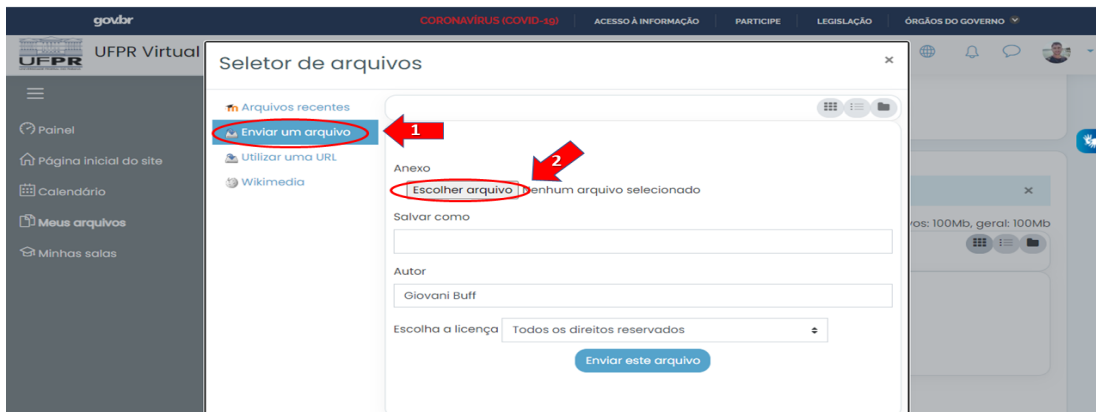 gov.br CORONAVÍRUS (COVID-19) ACESSO À INFORMAÇÃO PARTICIPE LEGISLAÇÃO ÓRGÃOS DO GOVERNO
UFPR UFPR Virtual
Seletor de arquivos ×
Arquivos recentes
Enviar um arquivo 1
Utilizar uma URL
Wikimedia
Painel
Página inicial do site
Calendário
Meus arquivos
Minhas salas
2
Anexo
Escolher arquivo nenhum arquivo selecionado
Salvar como
Autor
Giovani Buff
Escolha a licença Todos os direitos reservados
Enviar este arquivo
×
100Mb, geral: 100Mb